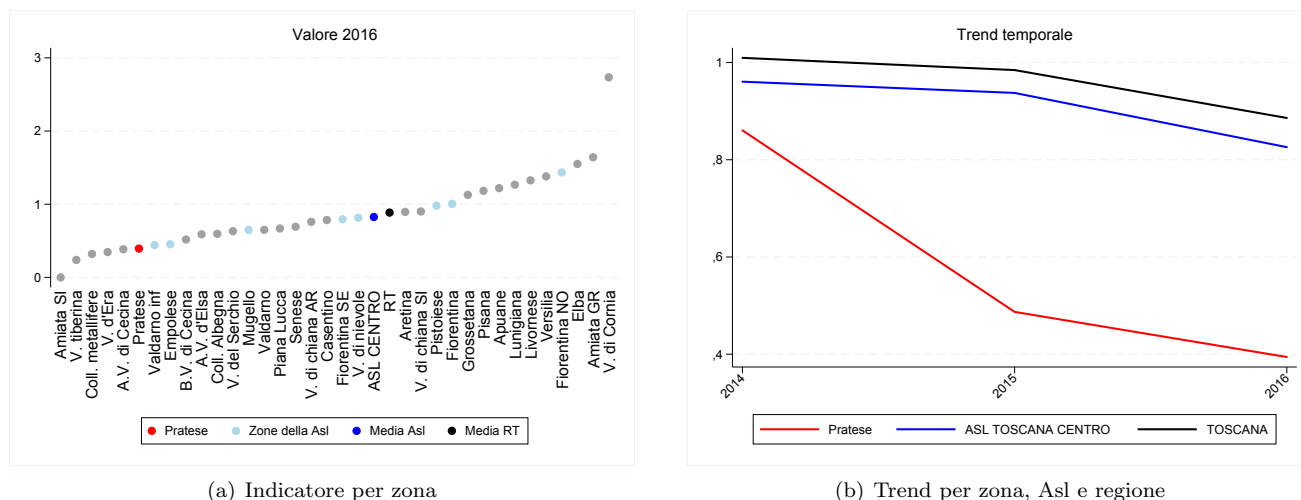 Valore 2016
3
2
1
0
Amiata SI
V. tiberina
Coll. metallifere
V. d'Era
A.V. di Cecina
Pratese
Valdarno inf
Empolese
B.V. di Cecina
A.V. d'Elsa
Coll. Albegna
V. del Serchio
Mugello
Valdarno
Piana Lucca
Senese
V. di chiana AR
Casentino
Fiorentina SE
V. di nievole
ASL CENTRO
RT
Aretina
V. di chiana SI
Pistoiese
Fiorentina
Grossetana
Pisana
Apuane
Lunigiana
Livornese
Versilia
Fiorentina NO
Elba
Amiata GR
V. di Cornia
Pratese Zone della Asl Media Asl Media RT
(a) Indicatore per zona
Trend temporale
1
,8
,6
,4
2014
2015
2016
Pratese ASL TOSCANA CENTRO TOSCANA
(b) Trend per zona, Asl e regione